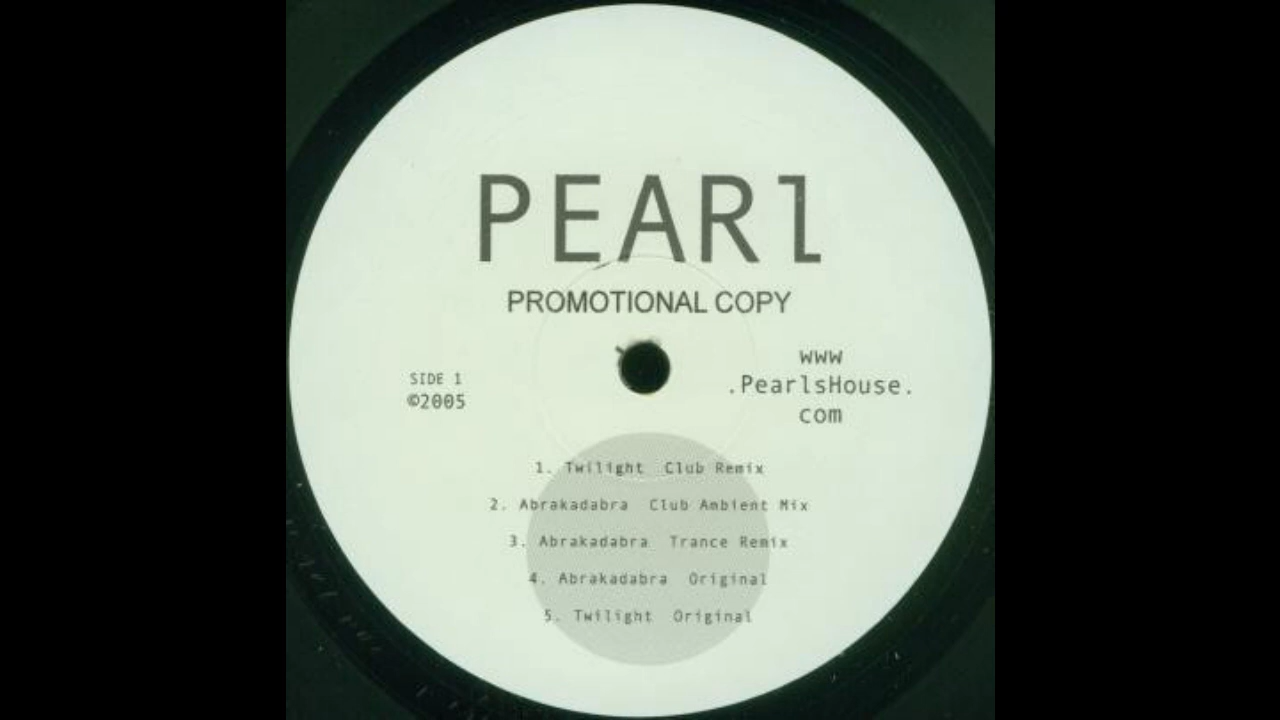 PEARl
PROMOTIONAL COPY
www
.PearlsHouse.
com
SIDE 1
©2005
1. Twilight Club Remix
2. Abrakadabra Club Ambient Mix
3. Abrakadabra Trance Remix
4. Abrakadabra Original
5. Twilight Original